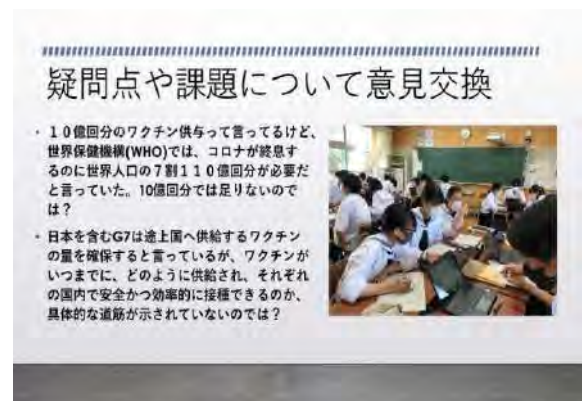 疑問点や課題について意見交換
・ 10億回分のワクチン供与って言ってるけど、
世界保健機構(WHO)では、コロナが終息す
るのに世界人口の7割110億回分が必要だ
と言っていた。10億回分では足りないので
は?
・ 日本を含むG7は途上国へ供給するワクチン
の量を確保すると言っているが、ワクチンが
いつまでに、どのように供給され、それぞれ
の国内で安全かつ効率的に接種できるのか、
具体的な道筋が示されていないのでは?